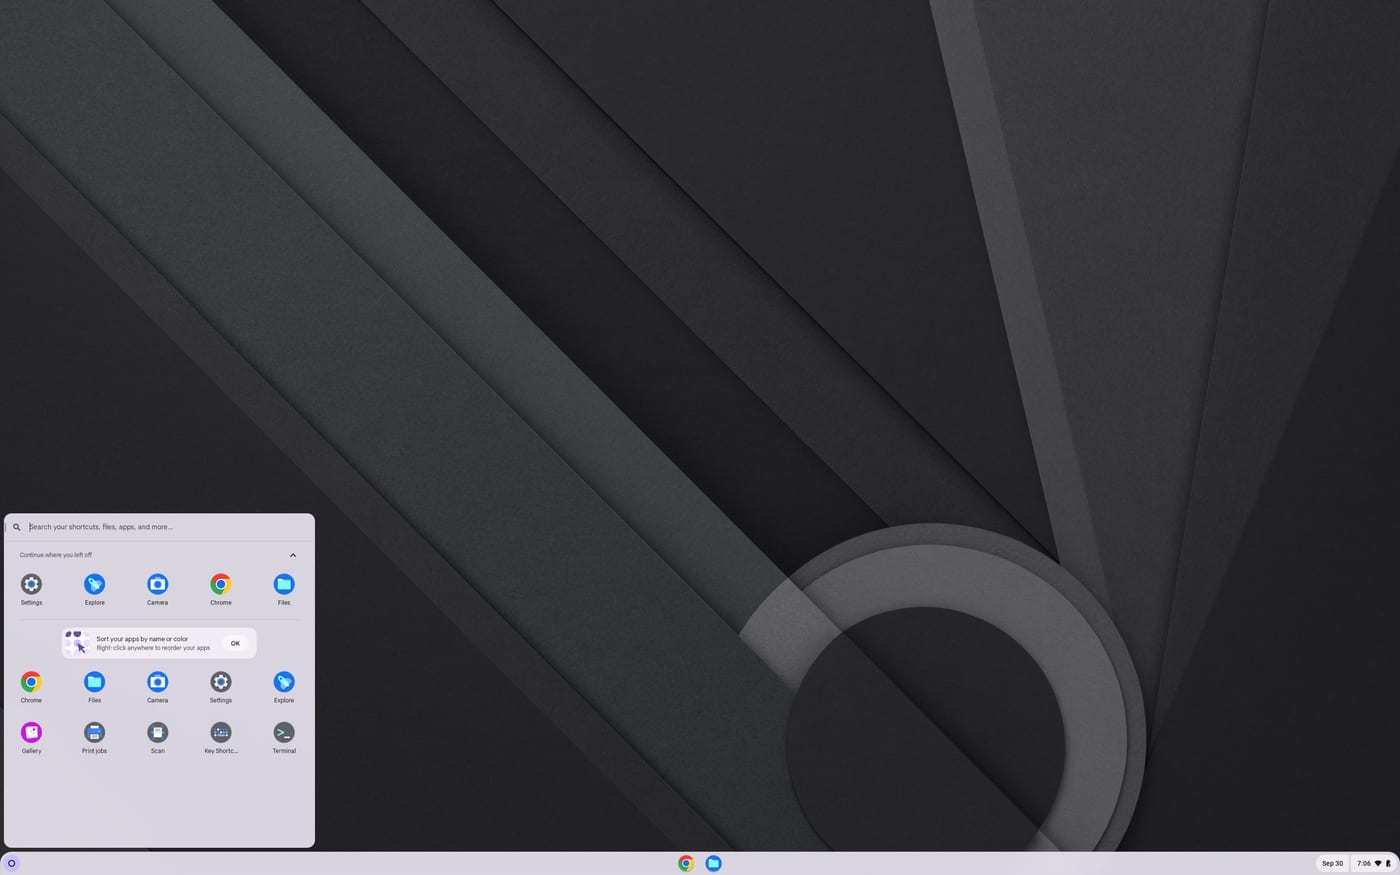 Search your shortcuts, files, apps, and more...
Continue where you left off
Settings
Explore
Camera
Chrome
Files
Sort your apps by name or color
Right-click anywhere to reorder your apps
OK
Chrome
Files
Camera
Settings
Explore
Gallery
Print jobs
Scan
Key Shortc...
Terminal
Sep 30
7:06